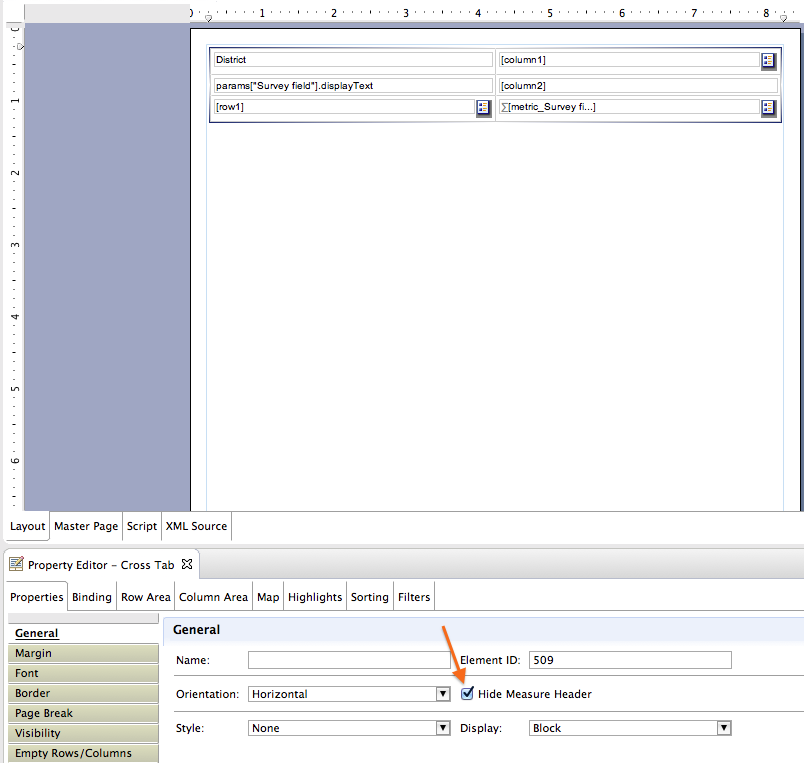 0 1 2 3 4 5 6 7 8
District [column1]
params["Survey field"].displayText [column2]
[row1] Σ[metric_Survey fi...]
1
2
3
4
5
6
Layout Master Page Script XML Source
Property Editor – Cross Tab
Properties Binding Row Area Column Area Map Highlights Sorting Filters
General
Margin
Font
Border
Page Break
Visibility
Empty Rows/Columns
General
Name: Element ID: 509
Orientation: Horizontal Hide Measure Header
Style: None Display: Block